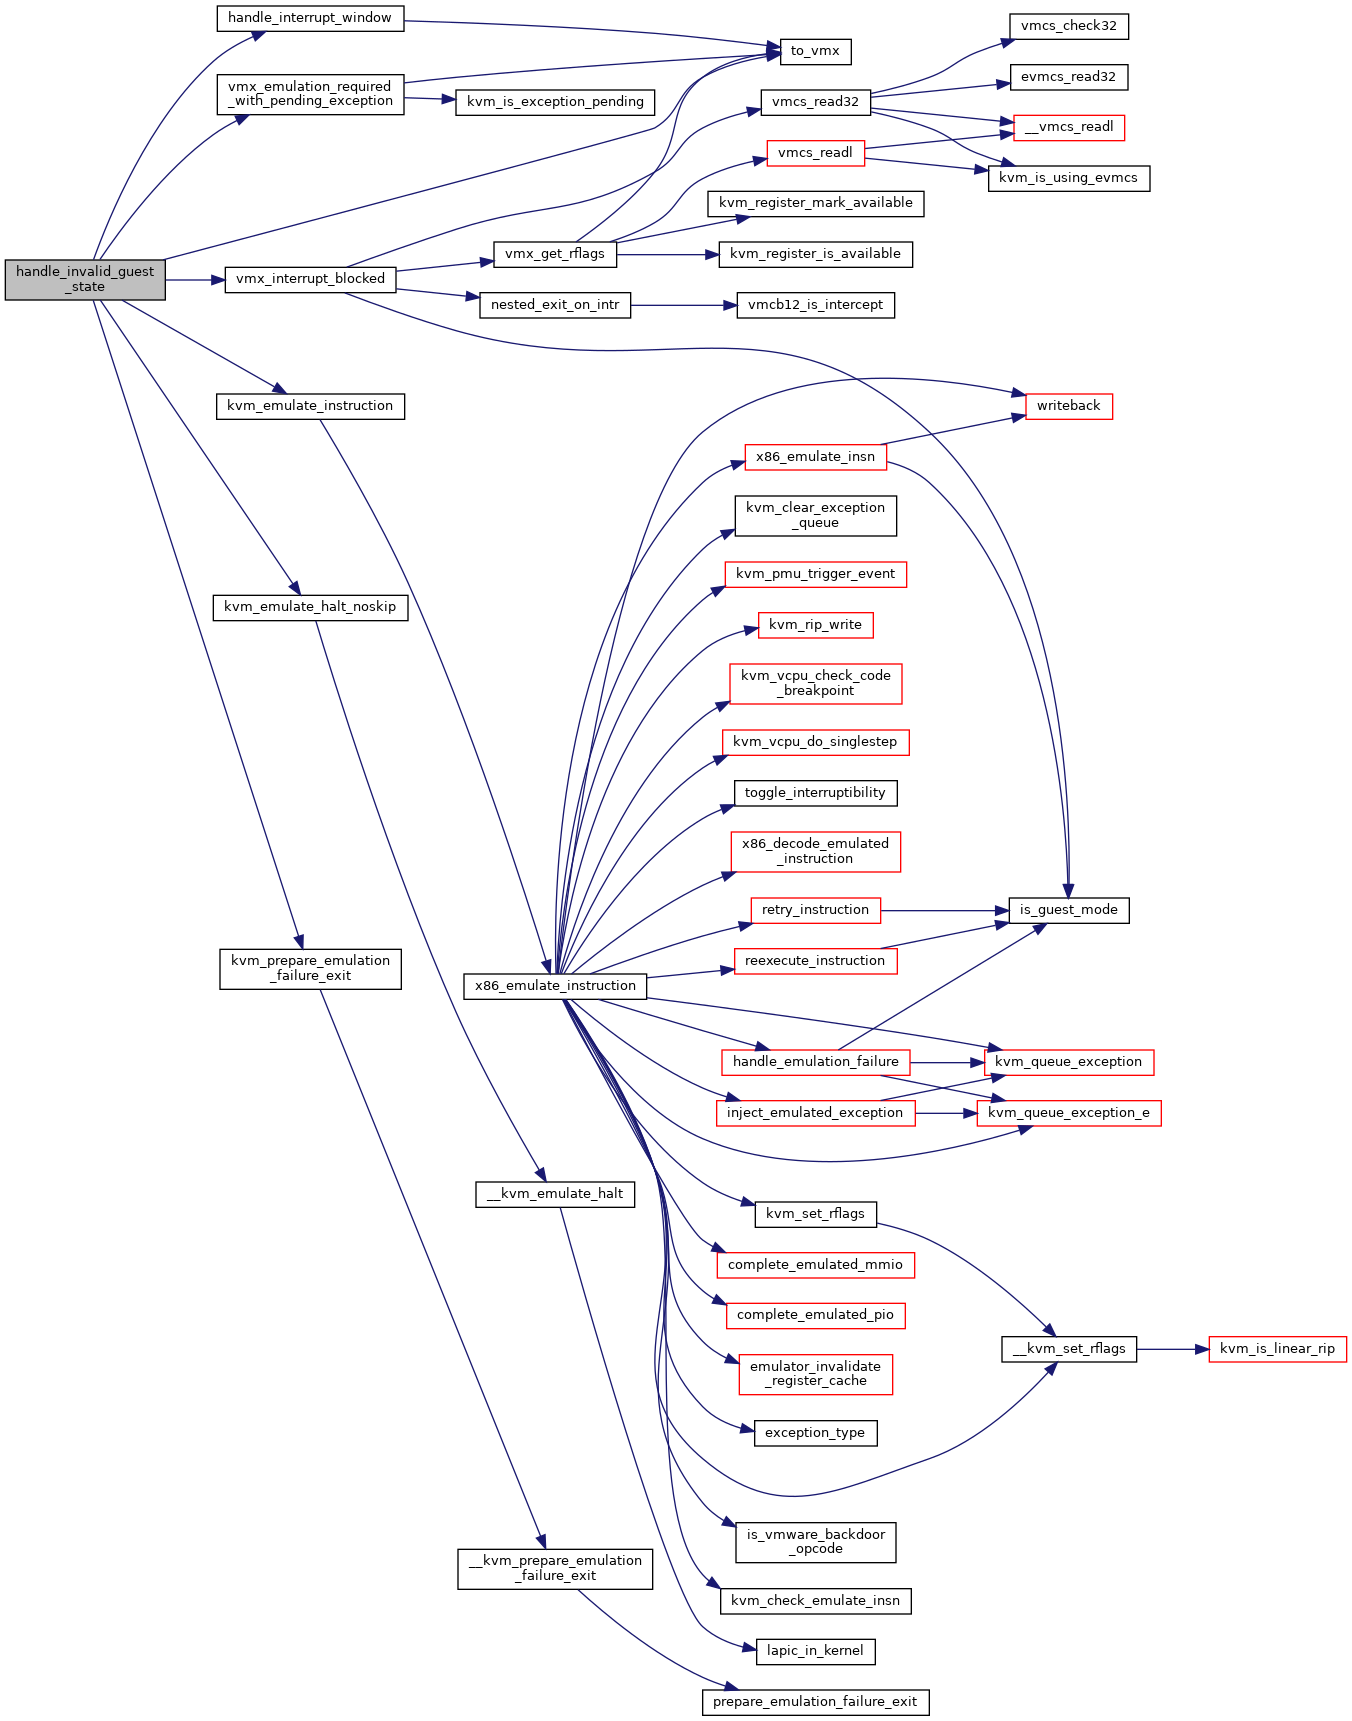 handle_interrupt_window
to_vmx
vmcs_check32
vmx_emulation_required
_with_pending_exception
kvm_is_exception_pending
vmcs_read32
evmcs_read32
__vmcs_readl
vmcs_readl
kvm_is_using_evmcs
kvm_register_mark_available
handle_invalid_guest
_state
vmx_interrupt_blocked
vmx_get_rflags
kvm_register_is_available
nested_exit_on_intr
vmcb12_is_intercept
kvm_emulate_instruction
writeback
x86_emulate_insn
kvm_clear_exception
_queue
kvm_pmu_trigger_event
kvm_emulate_halt_noskip
kvm_rip_write
kvm_vcpu_check_code
_breakpoint
kvm_vcpu_do_singlestep
toggle_interruptibility
x86_decode_emulated
_instruction
retry_instruction
is_guest_mode
kvm_prepare_emulation
_failure_exit
reexecute_instruction
x86_emulate_instruction
handle_emulation_failure
kvm_queue_exception
inject_emulated_exception
kvm_queue_exception_e
__kvm_emulate_halt
kvm_set_rflags
complete_emulated_mmio
complete_emulated_pio
__kvm_set_rflags
kvm_is_linear_rip
emulator_invalidate
_register_cache
exception_type
is_vmware_backdoor
_opcode
__kvm_prepare_emulation
_failure_exit
kvm_check_emulate_insn
lapic_in_kernel
prepare_emulation_failure_exit